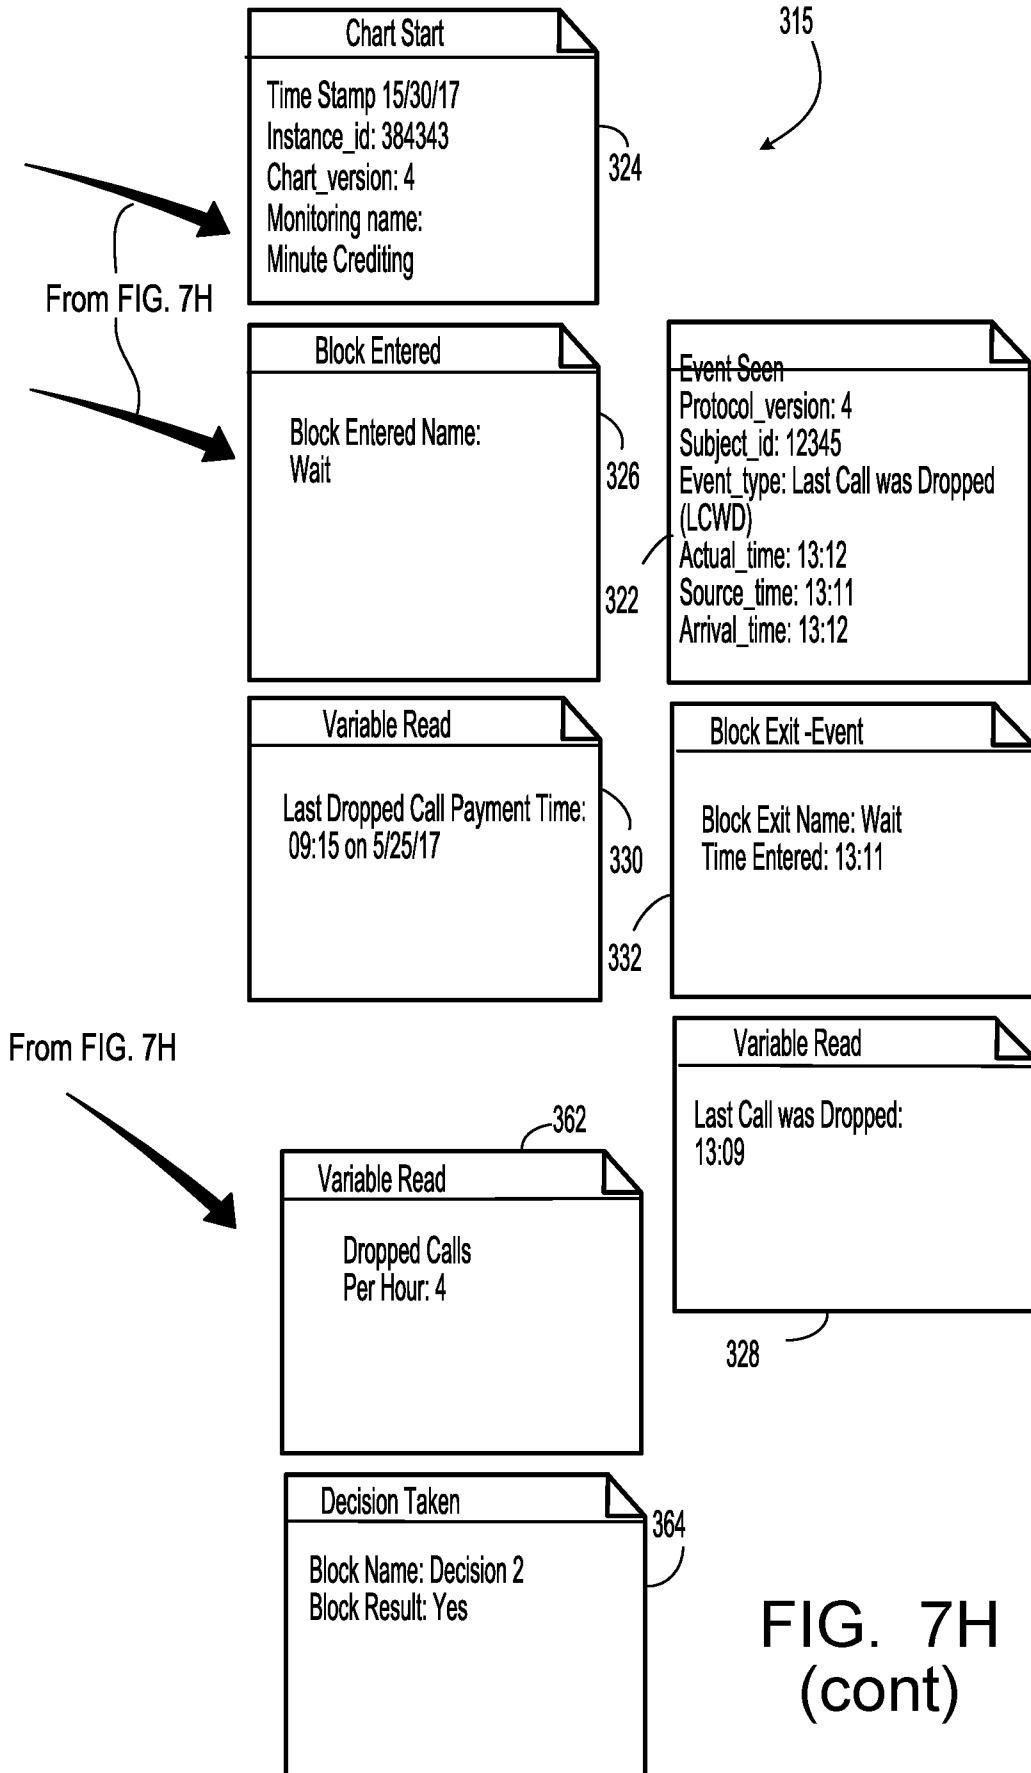 Chart Start
315
Time Stamp 15/30/17
Instance_id: 384343
Chart_version: 4
Monitoring name:
Minute Crediting
324
From FIG. 7H
Block Entered
Block Entered Name:
Wait
326
Event Seen
Protocol_version: 4
Subject_id: 12345
Event_type: Last Call was Dropped
(LCWD)
Actual_time: 13:12
Source_time: 13:11
Arrival_time: 13:12
322
Variable Read
Last Dropped Call Payment Time:
09:15 on 5/25/17
330
Block Exit -Event
Block Exit Name: Wait
Time Entered: 13:11
332
From FIG. 7H
Variable Read
Last Call was Dropped:
13:09
328
362
Variable Read
Dropped Calls
Per Hour: 4
Decision Taken
Block Name: Decision 2
Block Result: Yes
364
FIG. 7H
(cont)